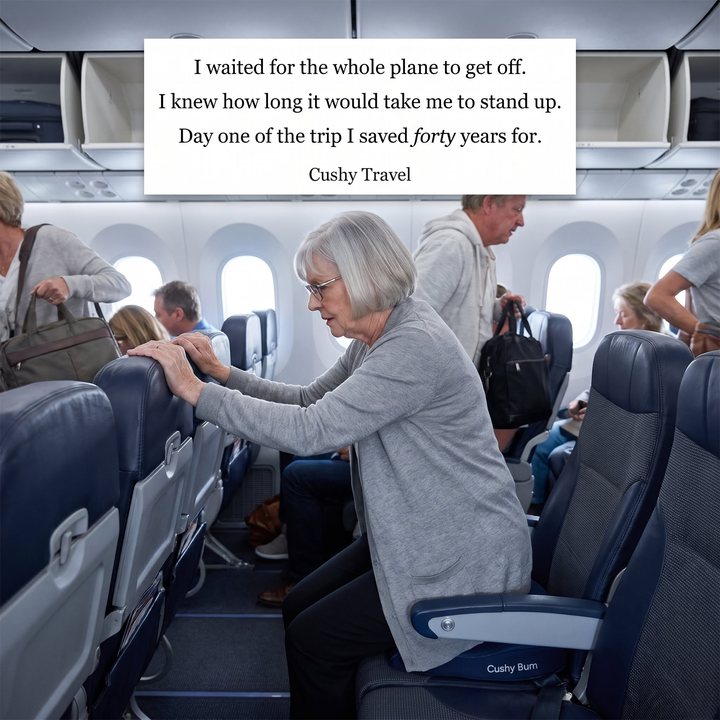 I waited for the whole plane to get off.
I knew how long it would take me to stand up.
Day one of the trip I saved forty years for.
Cushy Travel
Cushy Bum